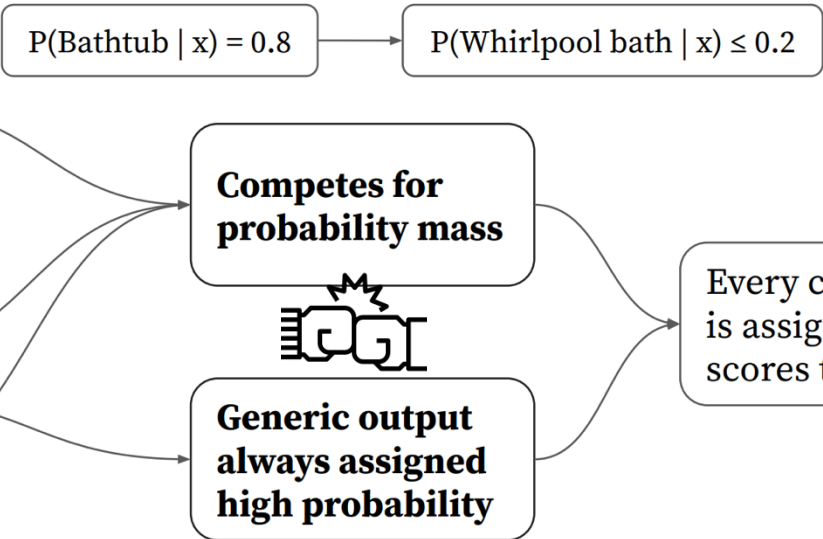 P(Bathtub | x) = 0.8
P(Whirlpool bath | x) ≤ 0.2
Competes for
probability mass
Generic output
always assigned
high probability
Every
is
scores